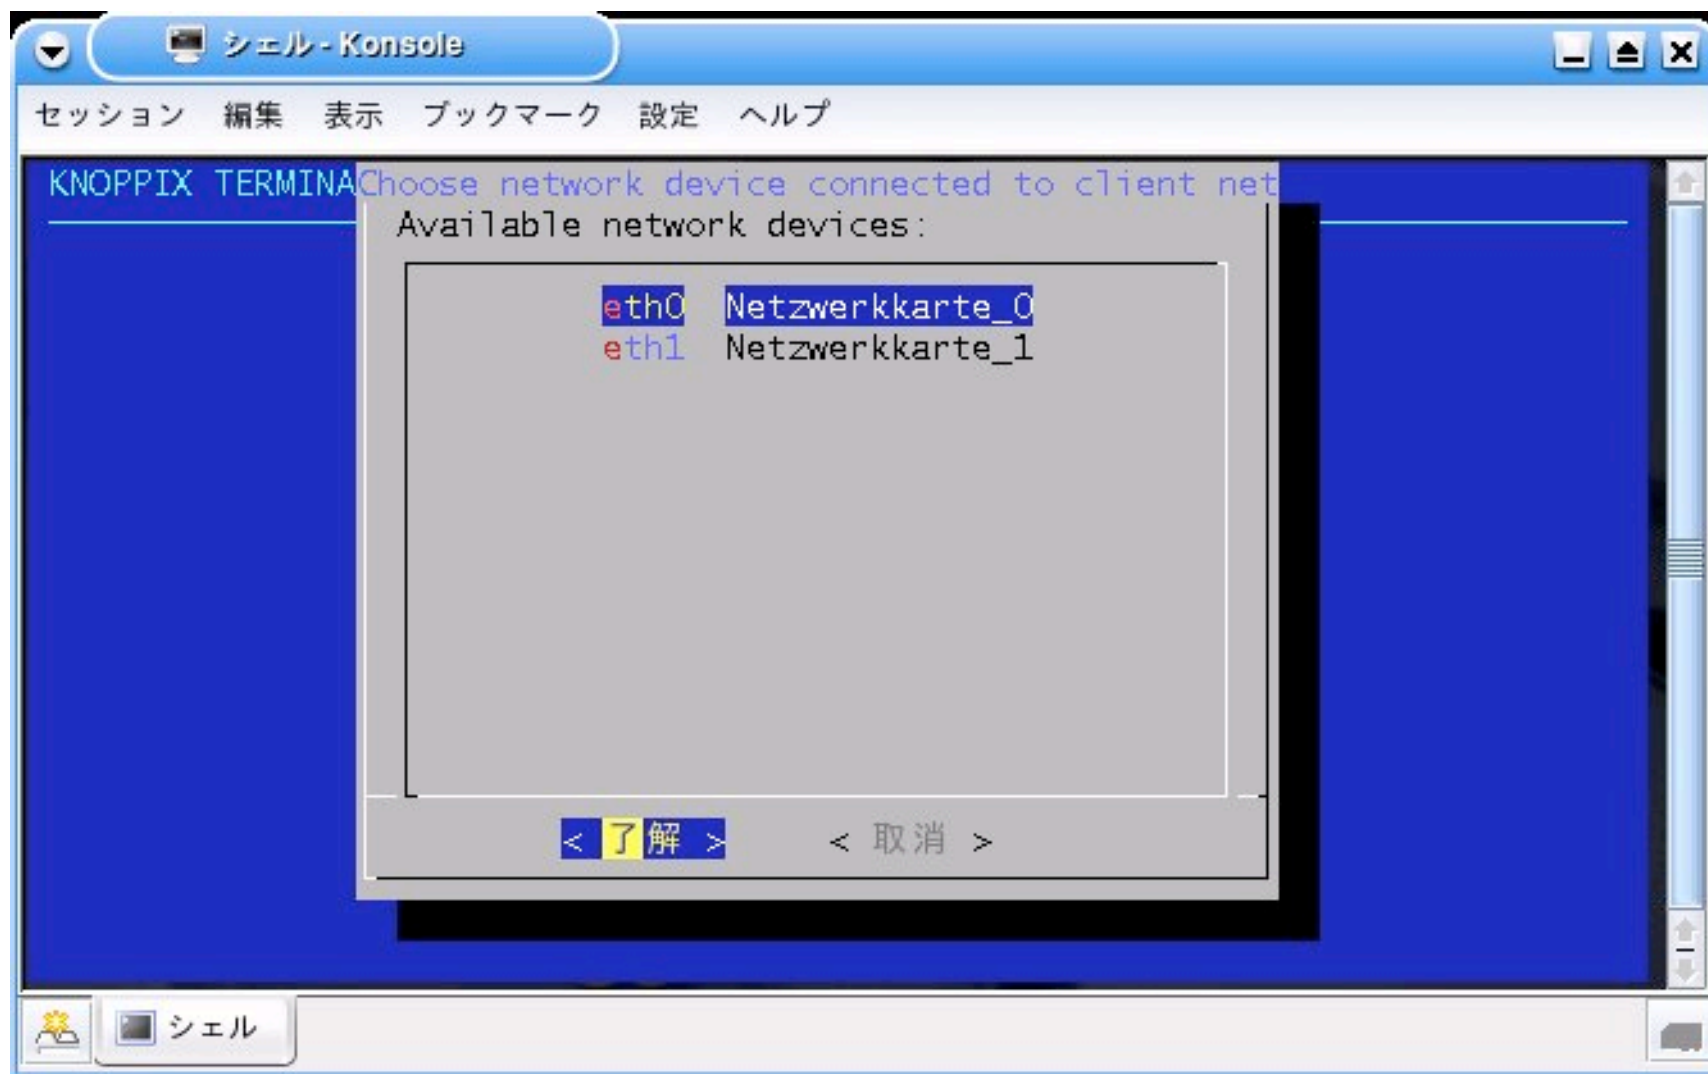 シェル - Konsole
セッション 編集 表示 ブックマーク 設定 ヘルプ
KNOPPIX TERMINA
Choose network device connected to client net
Available network devices:
eth0 Netzwerkkarte_0
eth1 Netzwerkkarte_1
< 了解 > < 取消 >
シェル